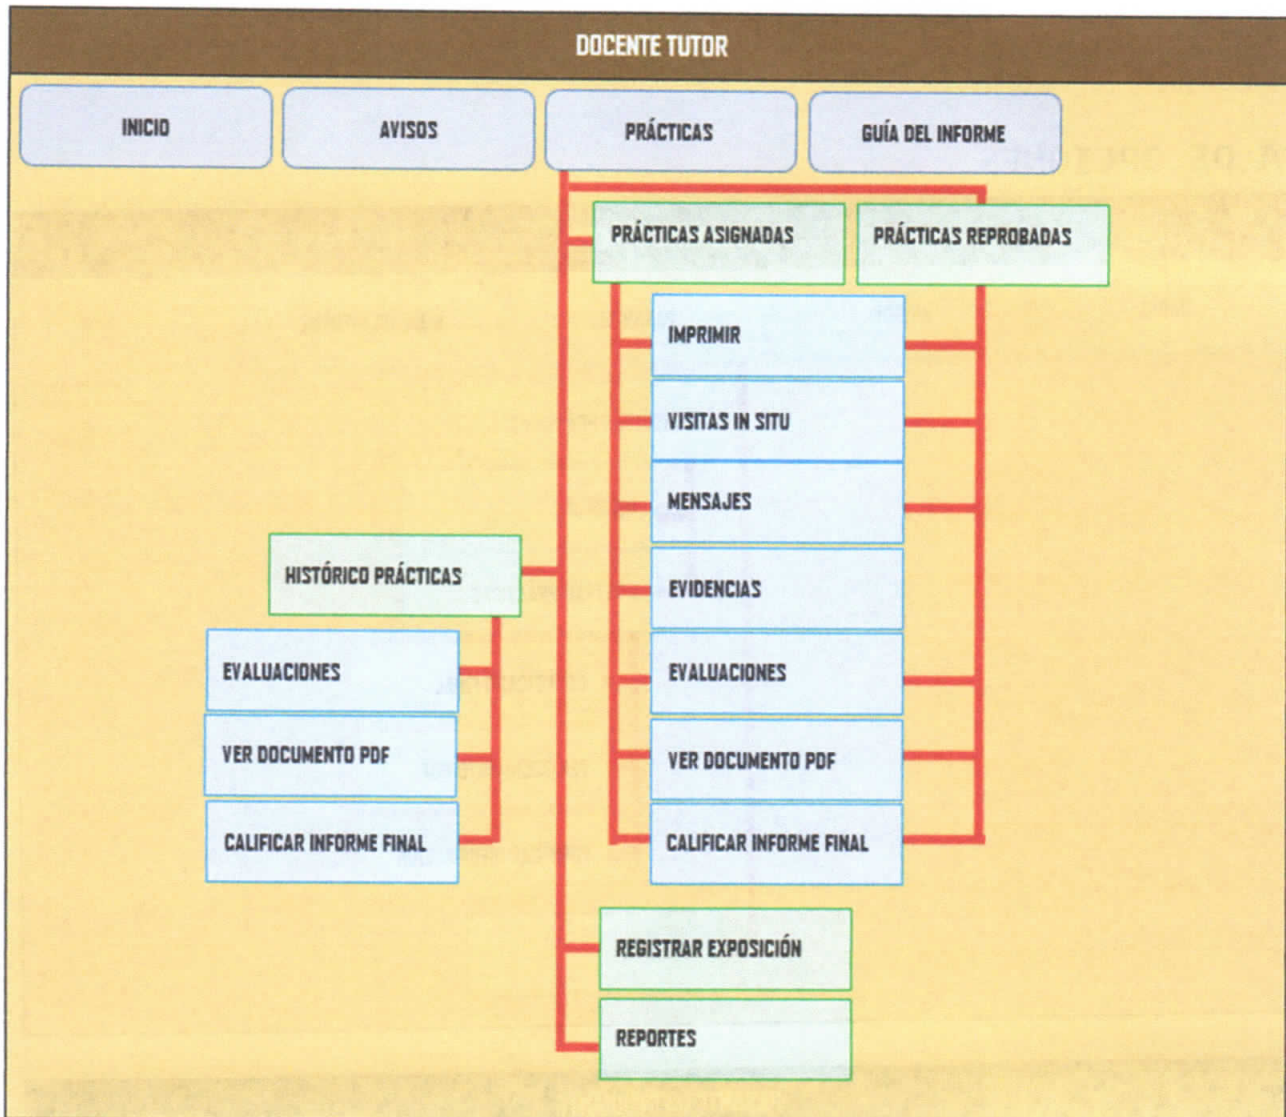 DOCENTE TUTOR
INICIO
AVISOS
PRÁCTICAS
GUÍA DEL INFORME
PRÁCTICAS ASIGNADAS
PRÁCTICAS REPROBADAS
IMPRIMIR
VISITAS IN SITU
MENSAJES
EVIDENCIAS
EVALUACIONES
VER DOCUMENTO PDF
CALIFICAR INFORME FINAL
HISTÓRICO PRÁCTICAS
EVALUACIONES
VER DOCUMENTO PDF
CALIFICAR INFORME FINAL
REGISTRAR EXPOSICIÓN
REPORTES